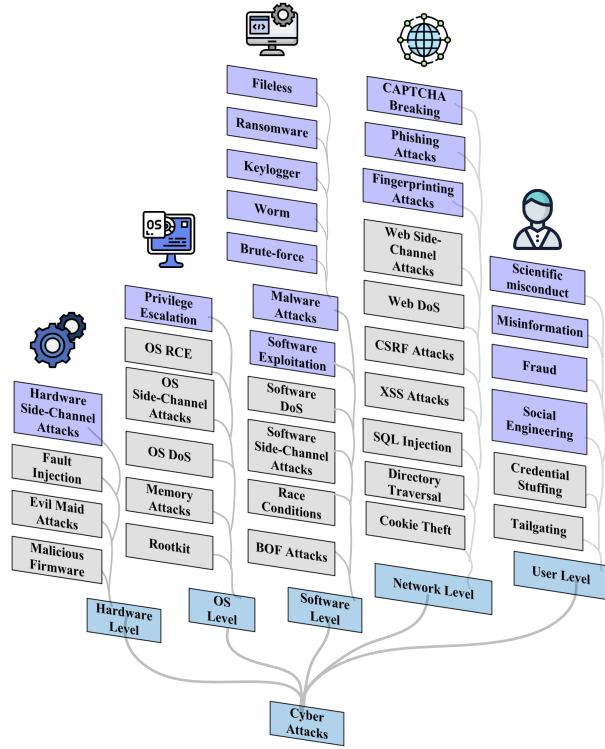 Fileless
Ransomware
Keylogger
Worm
Brute-force
CAPTCHA
Breaking
Phishing
Attacks
Fingerprinting
Attacks
Web Side-
Channel
Attacks
Web DoS
CSRF Attacks
XSS Attacks
SQL Injection
Directory
Traversal
Cookie Theft
Network Level
OS
Privilege
Escalation
OS RCE
OS
Side-Channel
Attacks
OS DoS
Memory
Attacks
Rootkit
OS
Level
Malware
Attacks
Software
Exploitation
Software
DoS
Software
Side-Channel
Attacks
Race
Conditions
BOF Attacks
Software
Level
Scientific
misconduct
Misinformation
Fraud
Social
Engineering
Credential
Stuffing
Tailgating
User Level
Hardware
Side-Channel
Attacks
Fault
Injection
Evil Maid
Attacks
Malicious
Firmware
Hardware
Level
Cyber
Attacks